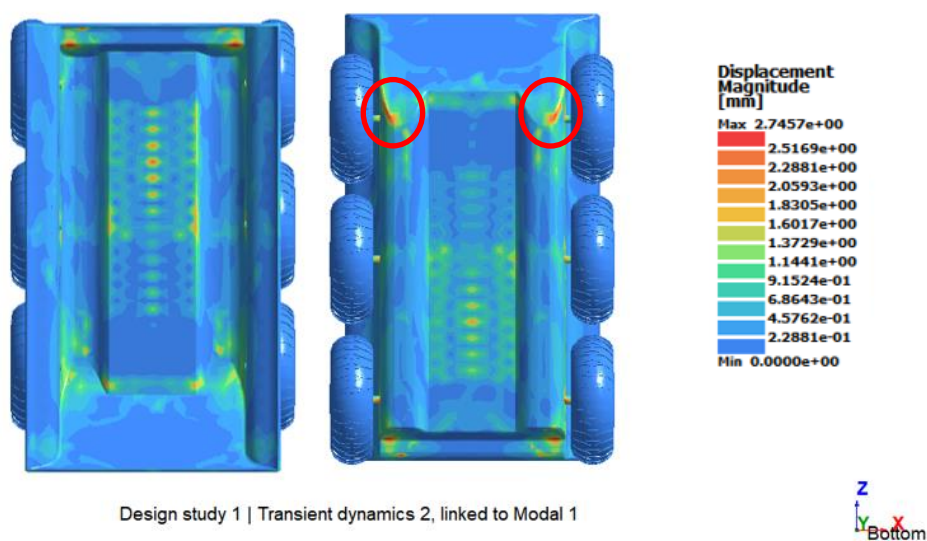 Displacement
Magnitude
[mm]
Max 2.7457e+00
2.5169e+00
2.2881e+00
2.0593e+00
1.8305e+00
1.6017e+00
1.3729e+00
1.1441e+00
9.1524e-01
6.8643e-01
4.5762e-01
2.2881e-01
Min 0.0000e+00
Design study 1 | Transient dynamics 2, linked to Modal 1
Z
Y X
Bottom